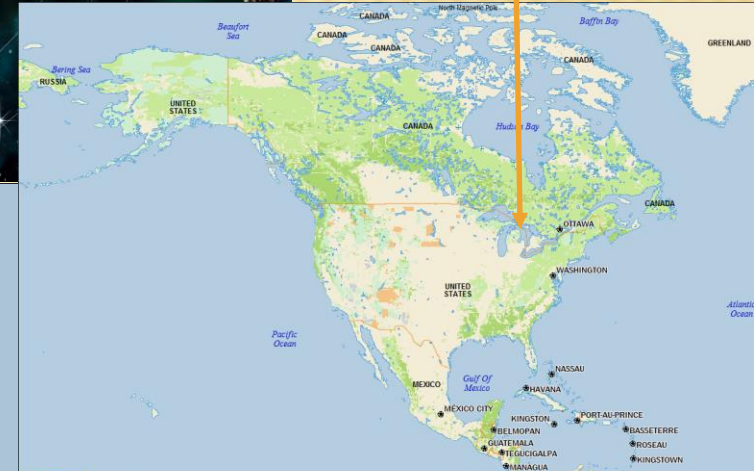 CANADA
North Magnetic Pole
Baffin Bay
Beaufort
Sea
CANADA
GREENLAND
CANADA
CANADA
Bering Sea
RUSSIA
UNITED
STATES
CANADA
Hudson Bay
CANADA
OTTAWA
WASHINGTON
UNITED
STATES
Atlantic
Ocean
Pacific
Ocean
NASSAU
Gulf Of
Mexico
MEXICO
HAVANA
MÉXICO CITY
KINGSTON
PORT-AU-PRINCE
BELMOPAN
BASSETERRE
GUATEMALA
ROSEAU
TEGUCIGALPA
KINGSTOWN
MANAGUA